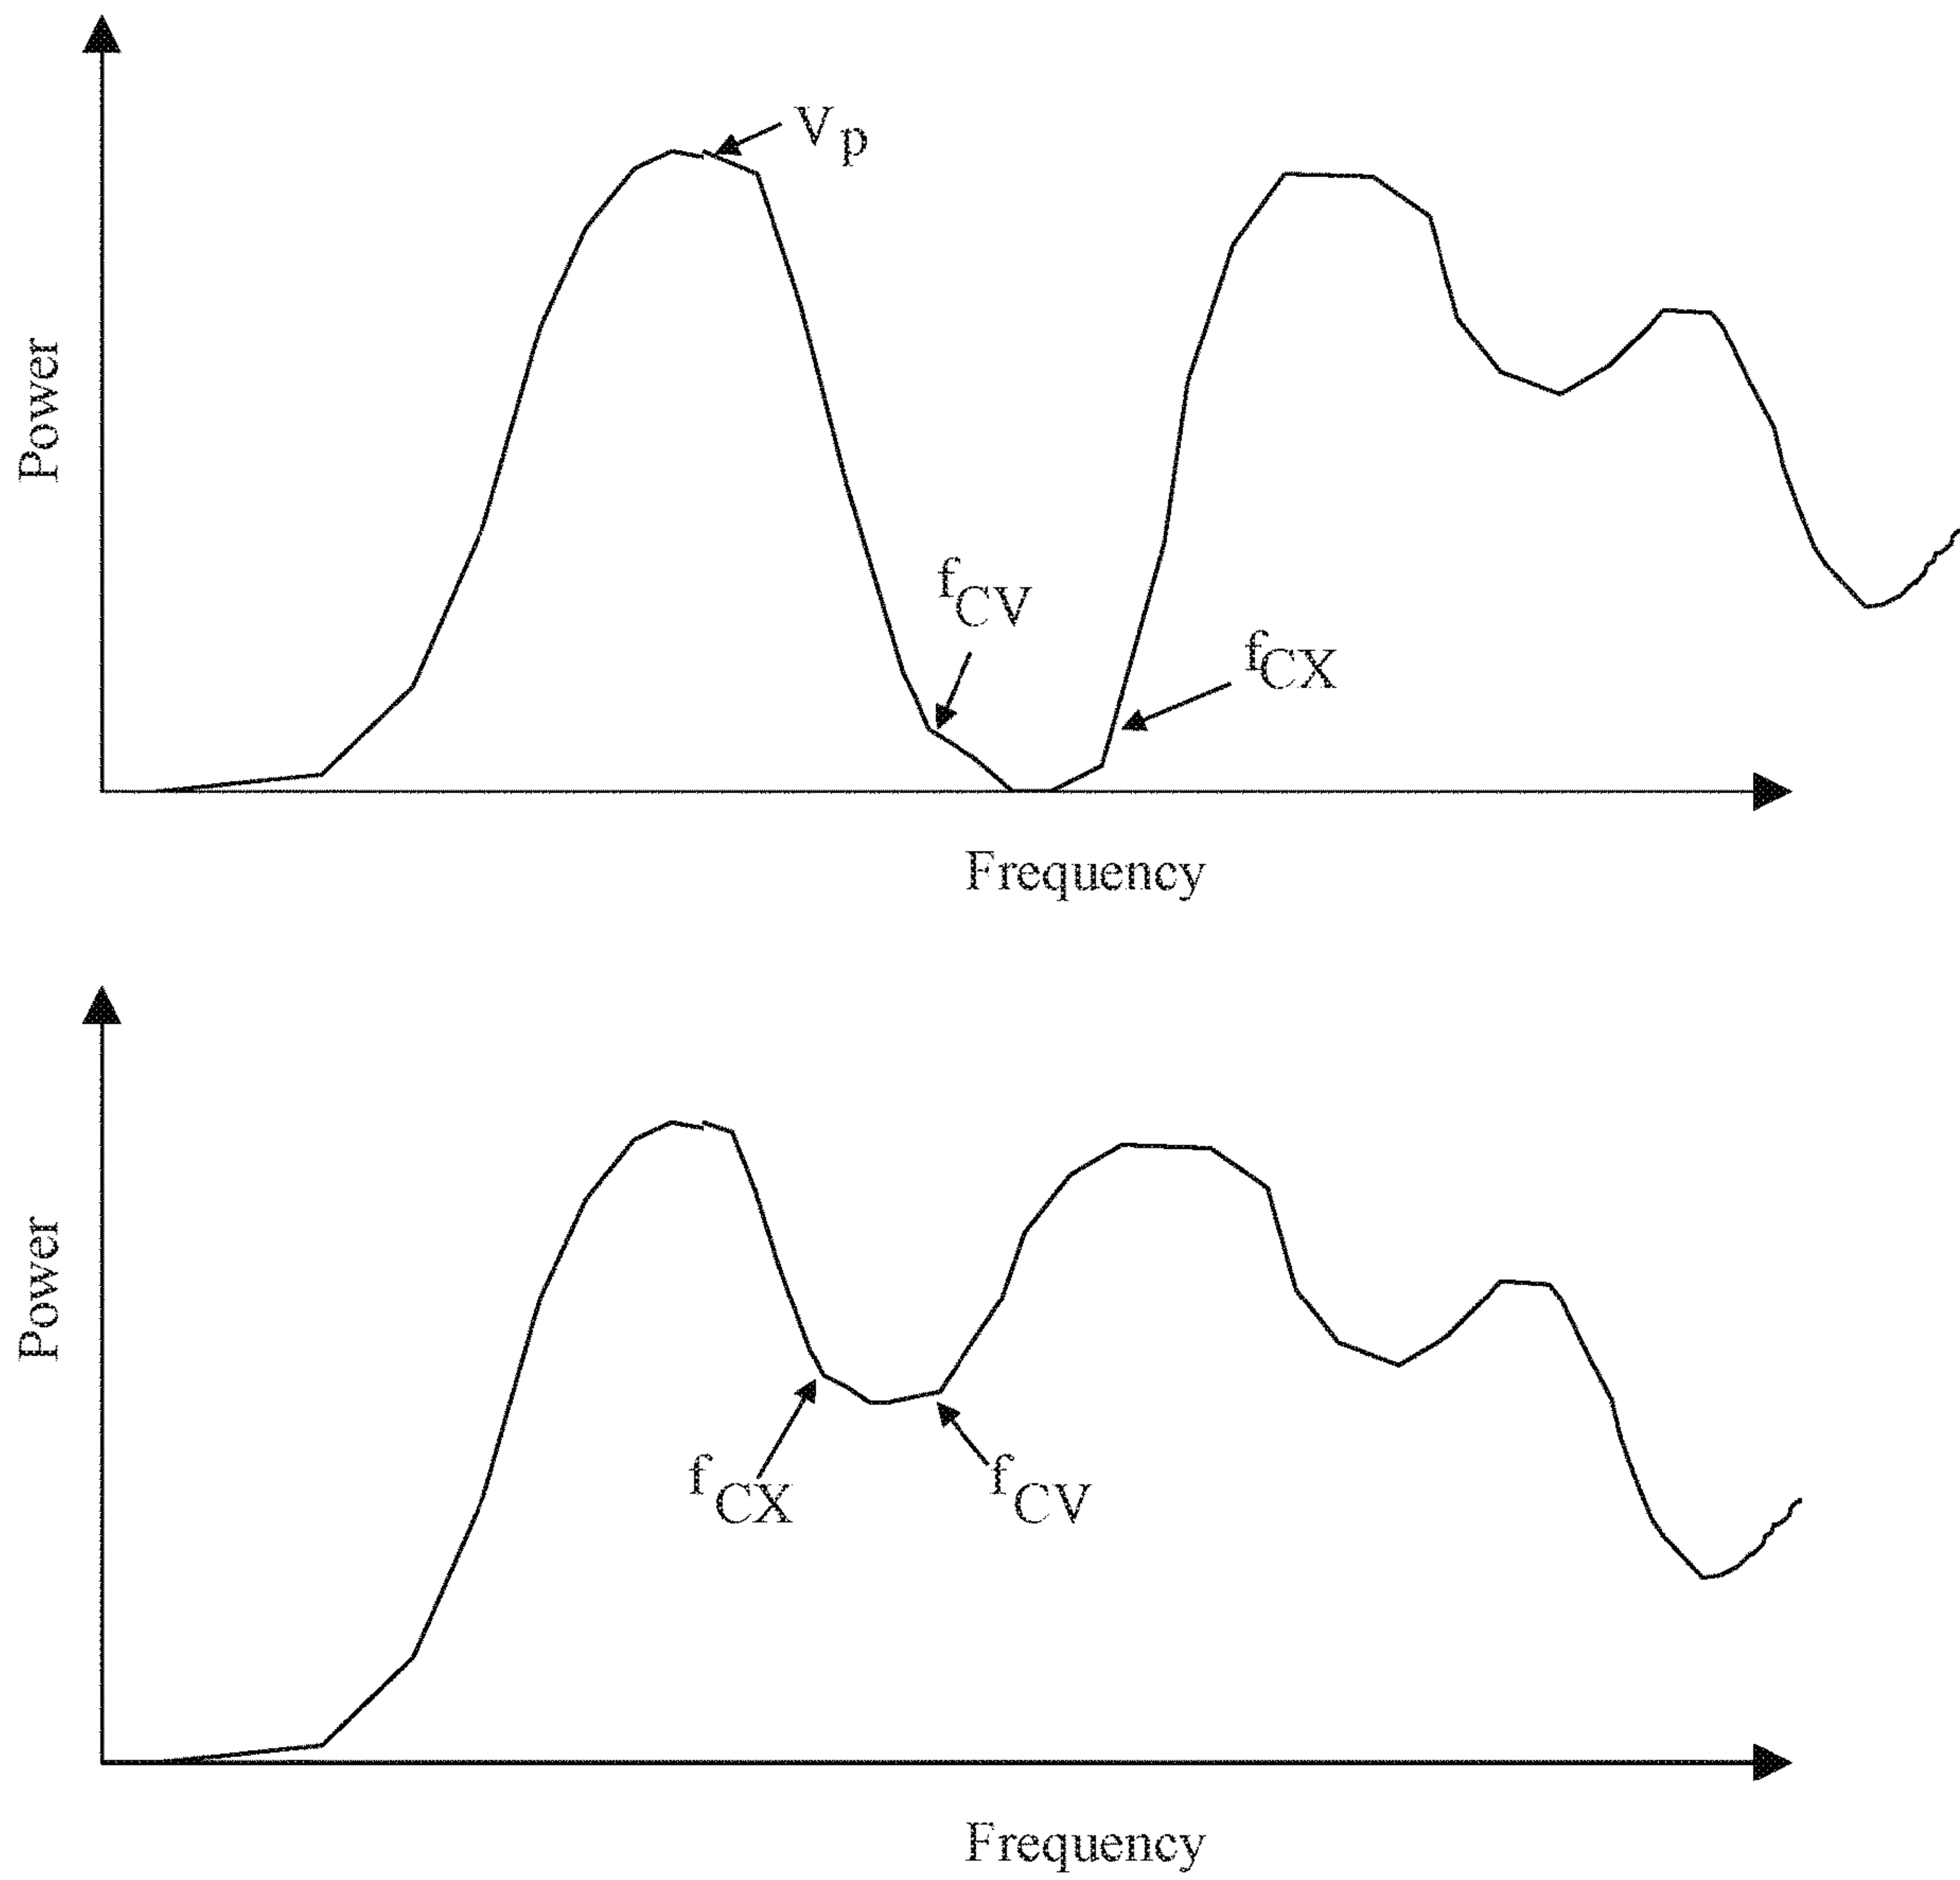 Vp
Power
fCV
fCX
Frequency
Power
fCX
fCV
Frequency